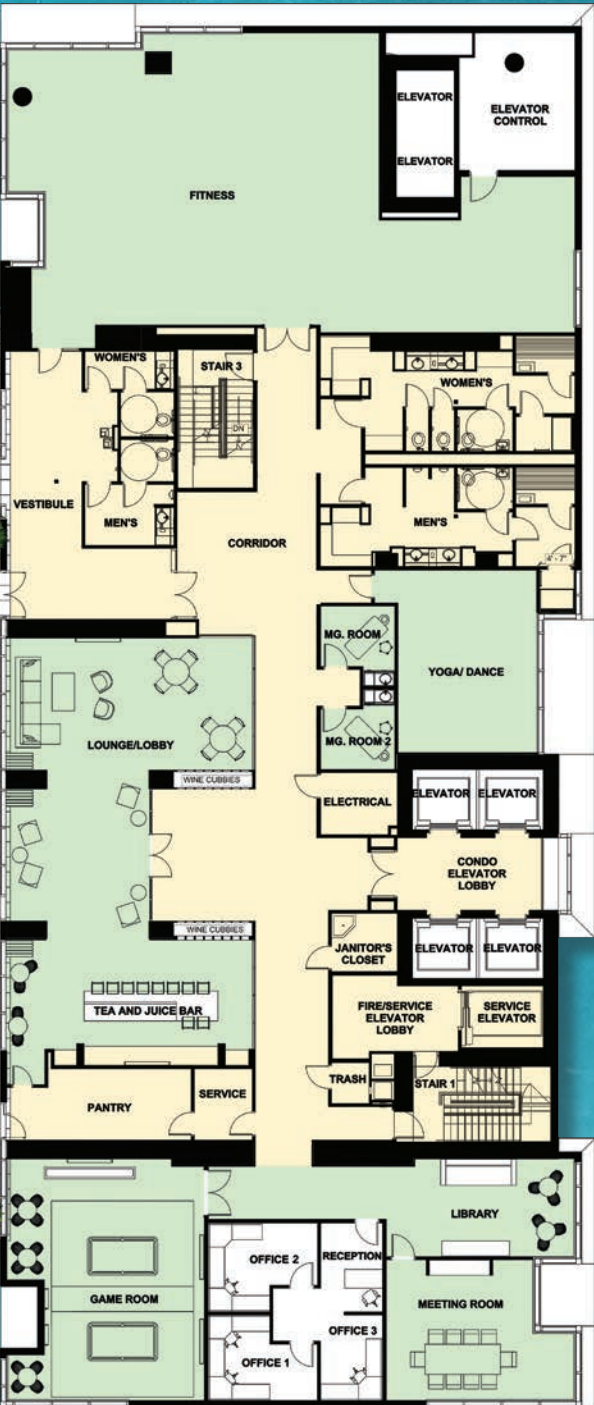 ELEVATOR
ELEVATOR
CONTROL
ELEVATOR
FITNESS
WOMEN'S
STAIR 3
WOMEN'S
DN
VESTIBULE
MEN'S
MEN'S
CORRIDOR
4'-7"
MG. ROOM
YOGA/ DANCE
LOUNGE/LOBBY
MG. ROOM 2
WINE CUBBIES
ELECTRICAL
ELEVATOR
ELEVATOR
CONDO
ELEVATOR
LOBBY
WINE CUBBIES
JANITOR'S
CLOSET
ELEVATOR
ELEVATOR
TEA AND JUICE BAR
FIRE/SERVICE
ELEVATOR
LOBBY
SERVICE
ELEVATOR
TRASH
STAIR 1
PANTRY
SERVICE
LIBRARY
OFFICE 2
RECEPTION
GAME ROOM
MEETING ROOM
OFFICE 3
OFFICE 1